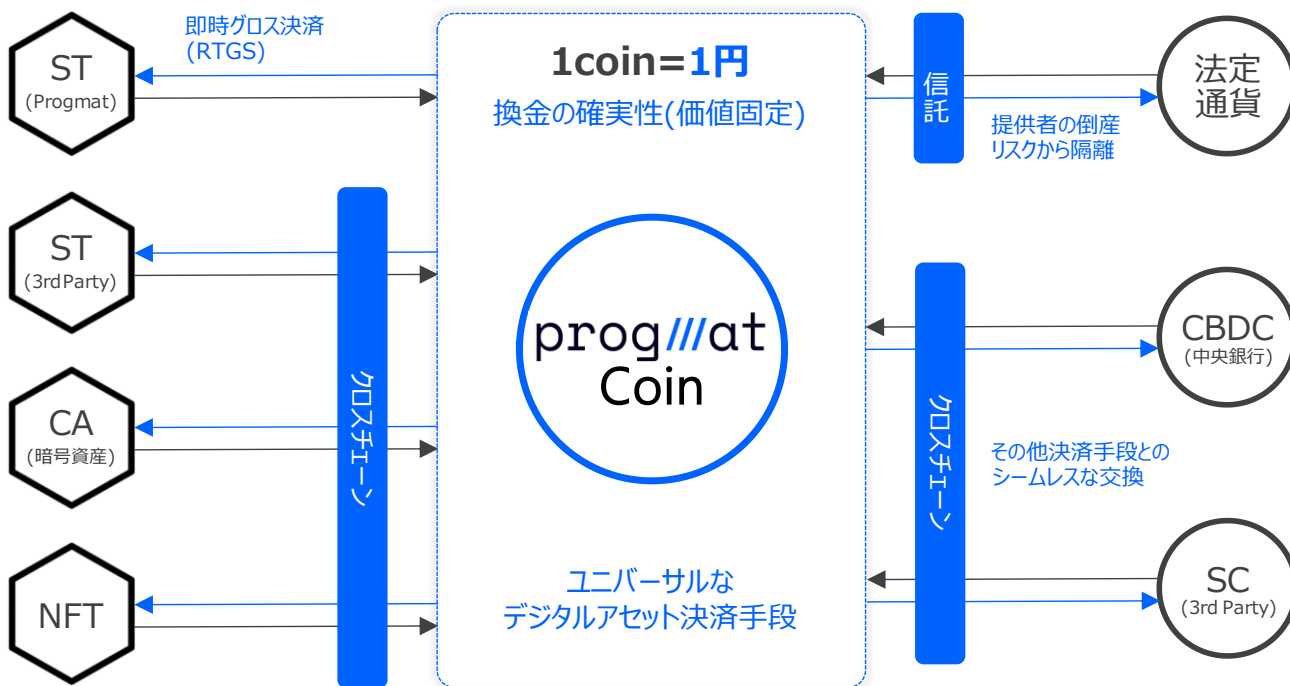 即時グロス決済
(RTGS)
ST
(Progmat)
ST
(3rdParty)
CA
(暗号資産)
NFT
クロスチェーン
1coin=1円
換金の確実性(価値固定)
prog///at
Coin
ユニバーサルな
デジタルアセット決済手段
信託
法定
通貨
提供者の倒産
リスクから隔離
クロスチェーン
CBDC
(中央銀行)
その他決済手段との
シームレスな交換
SC
(3rd Party)